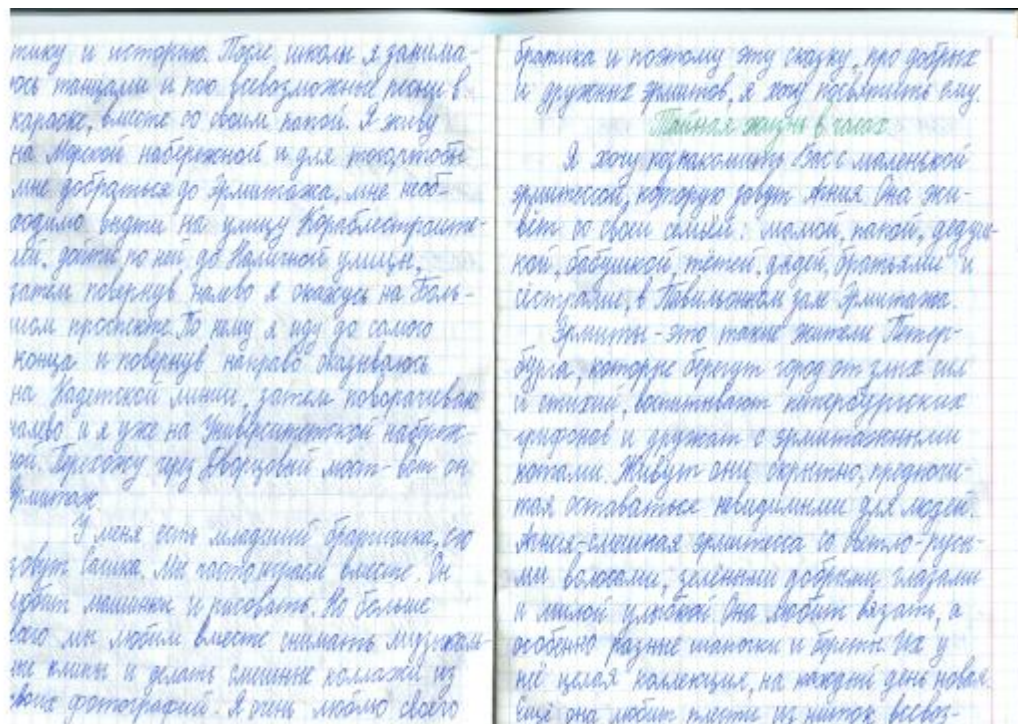 тику и историю. После школы я занима-
юсь танцами и пою всевозможные песни в
караоке, вместе со своим папой. Я живу
на Морской набережной и для того, чтобы
мне добраться до Эрмитажа, мне необ-
ходимо выйти на улицу Кораблестроите-
лей, дойти по ней до Наличной улицы,
затем повернув налево я окажусь на Боль-
шом проспекте. По нему я иду до самого
конца и повернув направо оказываюсь
на Кадетской линии, затем поворачиваю
налево и я уже на Университетской набереж-
ной. Перехожу через Дворцовый мост - вот он
Эрмитаж.
У меня есть младший братишка, его
зовут Сашка. Мы часто играем вместе. Он
любит машинки и рисовать. Но больше
всего мы любим вместе снимать музыкаль-
ные клипы и делать смешные коллажи из
своих фотографий. Я очень люблю своего
братика и поэтому эту сказку, про добрых
и дружных эрмитов, я хочу посвятить ему.
Тайная жизнь в часах
Я хочу познакомить Вас с маленькой
эрмитессой, которую зовут Ания. Она жи-
вёт со своей семьёй: мамой, папой, дедуш-
кой, бабушкой, тётей, дядей, братьями и
сёстрами, в Павильонном зале Эрмитажа.
Эрмиты - это такие жители Петер-
бурга, которые берегут город от злых сил
и стихий, воспитывают петербургских
грифонов и дружат с эрмитажными
котами. Живут они скрытно, предпочи-
тая оставаться невидимыми для людей.
Ания - смешная эрмитесса со светло-русы-
ми волосами, зелёными добрыми глазами
и милой улыбкой. Она любит вязать, а
особенно разные шапочки и береты. Их у
неё целая коллекция, на каждый день новая.
Ещё она любит плести из ниток всевоз-